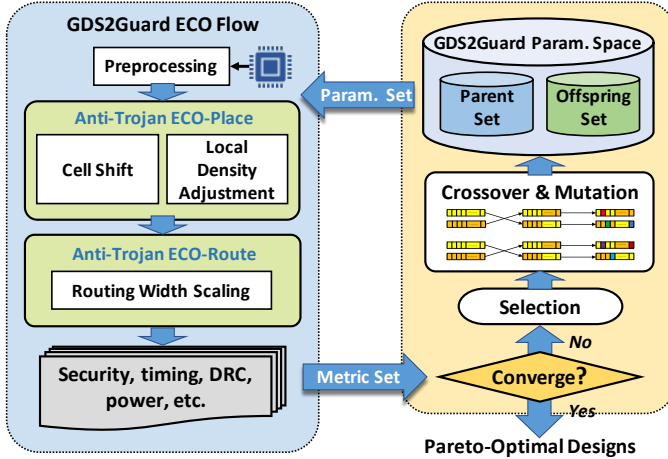 GDS2Guard ECO Flow
Preprocessing
Anti-Trojan ECO-Place
Cell Shift
Local
Density
Adjustment
Anti-Trojan ECO-Route
Routing Width Scaling
Security, timing, DRC,
power, etc.
Param. Set
Metric Set
GDS2Guard Param. Space
Parent
Set
Offspring
Set
Crossover & Mutation
Selection
No
Converge?
Yes
Pareto-Optimal Designs